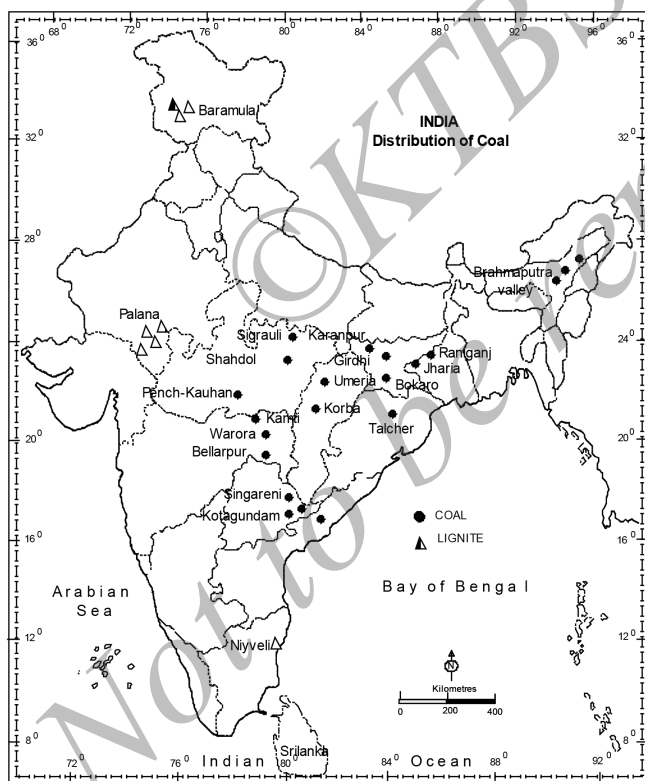 68° 72° 76° 80° 84° 88° 92° 96°
36°
36°
INDIA
Distribution of Coal
Baramula
32°
32°
28°
28°
Brahmaputra
valley
Palana
Sigrauli
Karanpur
24°
24°
Shahdol
Girdhi
Raniganj
Jharia
Umeria
Bokaro
Pench-Kauhan
Korba
Kamti
Talcher
Warora
20°
20°
Bellarpur
Singareni
Kotagundam
COAL
LIGNITE
16°
16°
Arabian
Sea
Bay of Bengal
Niyveli
12°
12°
N
Kilometres
0 200 400
8°
8°
Indian Ocean
Srilanka
72° 76° 80° 84° 88° 92°
©KTBS
Not to be